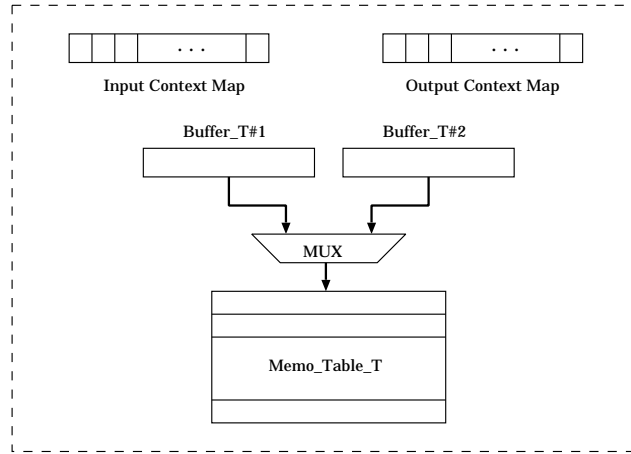 . . .
. . .
Input Context Map
Output Context Map
Buffer_T#1
Buffer_T#2
MUX
Memo_Table_T